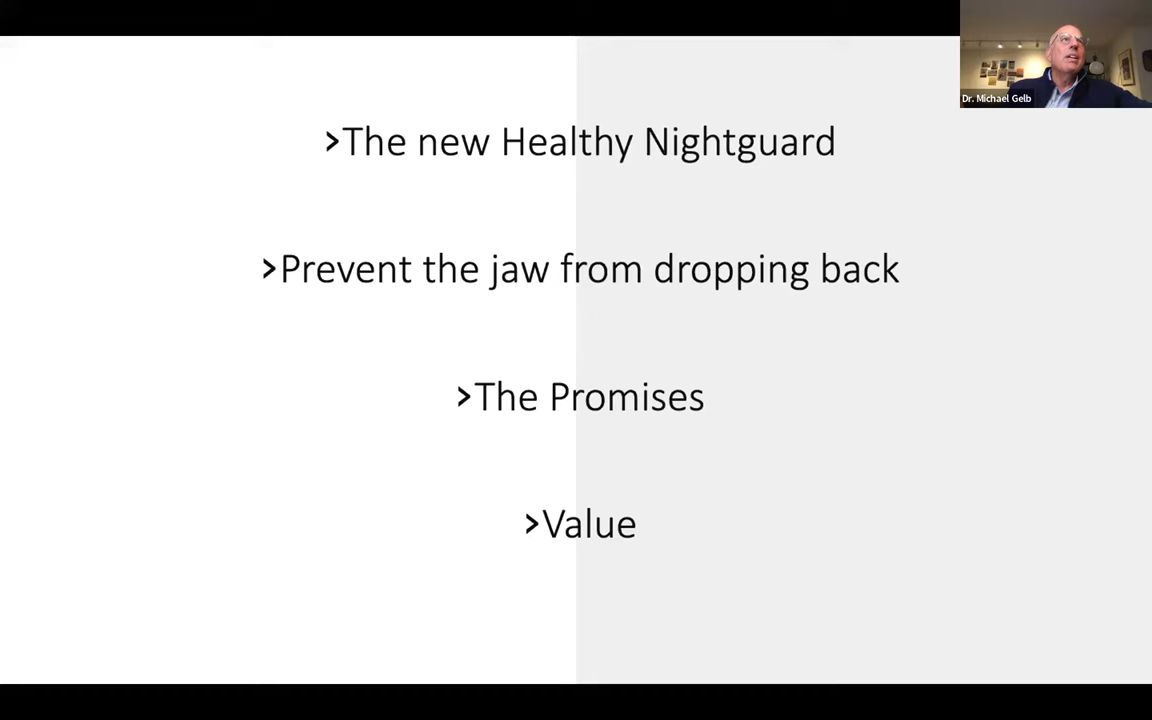 Dr. Michael Gelb
>The new Healthy Nightguard
>Prevent the jaw from dropping back
>The Promises
>Value